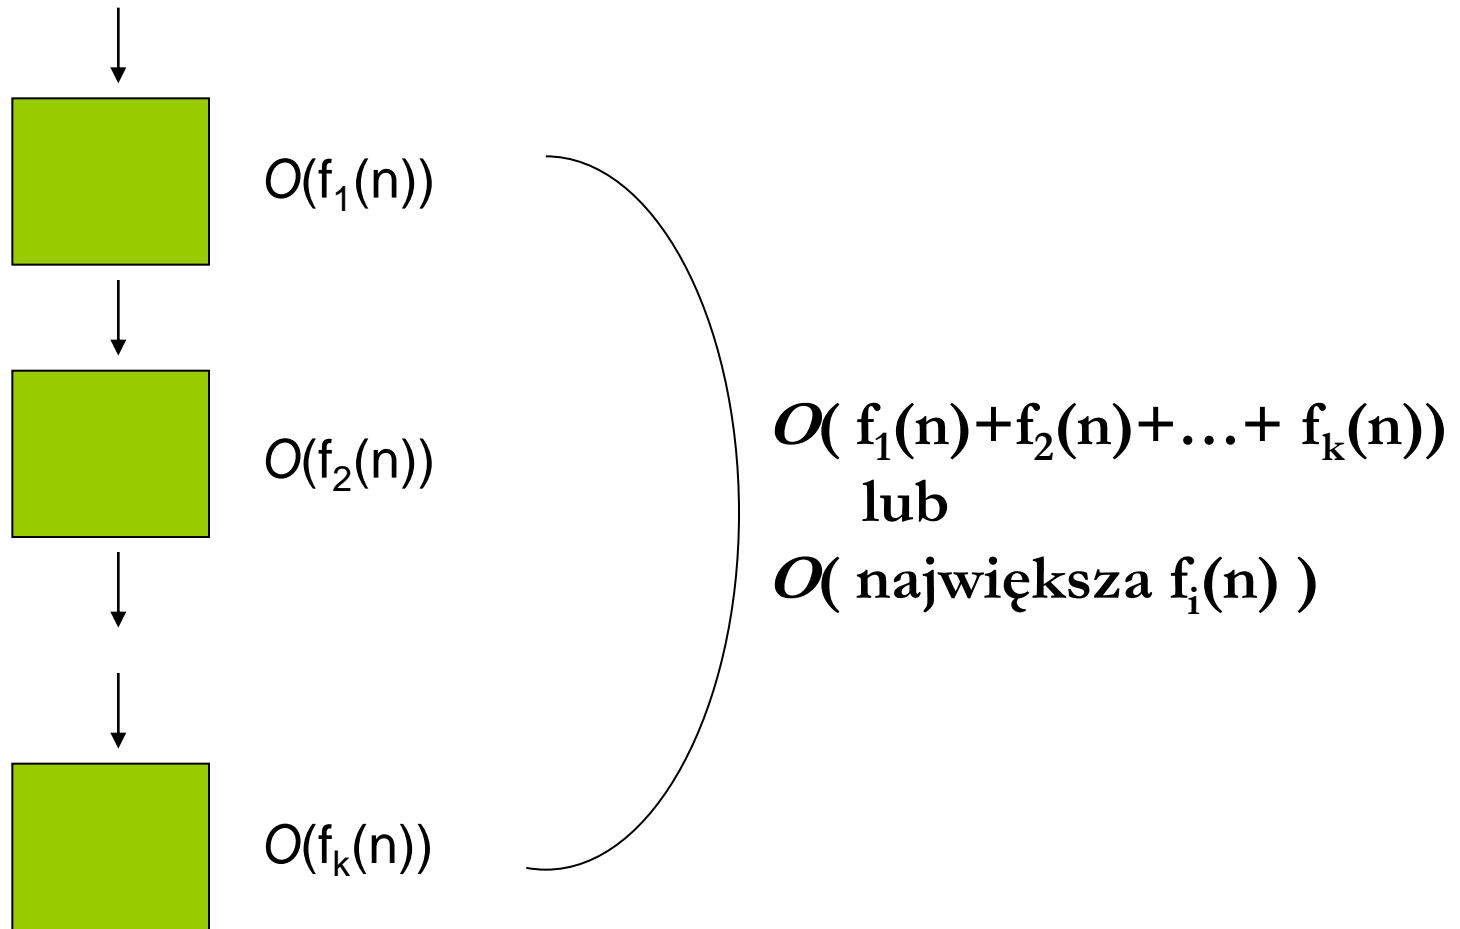 O(f₁(n))
O(f₂(n))
O( f₁(n)+f₂(n)+...+ fₖ(n))
lub
O( największa fᵢ(n) )
O(fₖ(n))